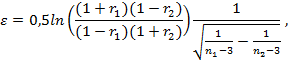 ε = 0,5ln((1 + r₁)(1 − r₂) / (1 − r₁)(1 + r₂)) 1 / √(1/(n₁−3) − 1/(n₂−3)) ,